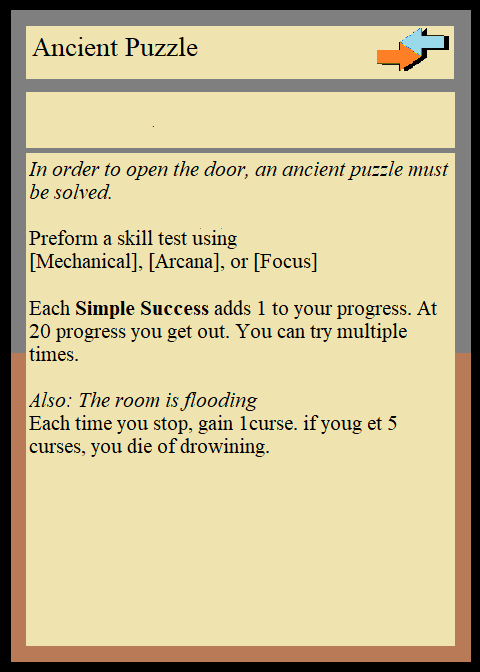 Ancient Puzzle
In order to open the door, an ancient puzzle must
be solved.
Preform a skill test using
[Mechanical], [Arcana], or [Focus]
Each Simple Success adds 1 to your progress. At
20 progress you get out. You can try multiple
times.
Also: The room is flooding
Each time you stop, gain 1curse. if youg et 5
curses, you die of drowining.